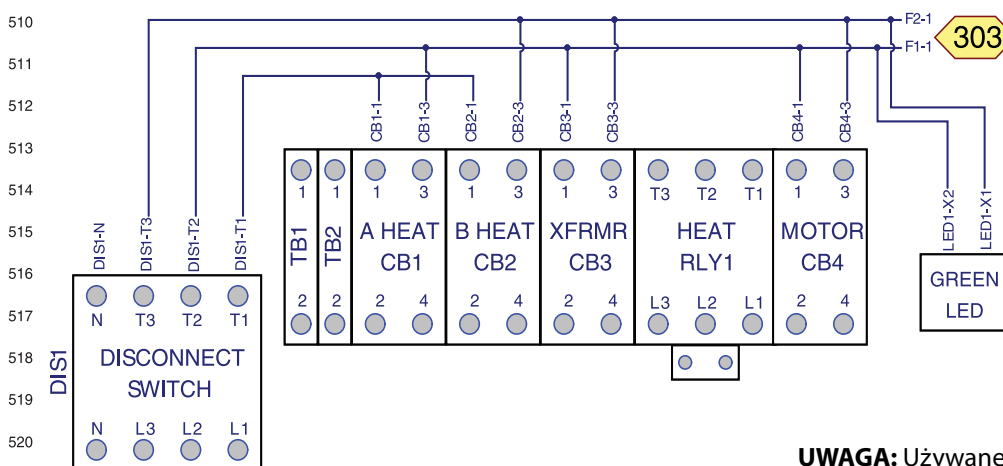 510
F2-1
303
F1-1
511
512
CB1-1
CB1-3
CB2-1
CB2-3
CB3-1
CB3-3
CB4-1
CB4-3
513
514
1 1 1 3 1 3 1 3 T3 T2 T1 1 3
515
DIS1-N
DIS1-T3
DIS1-T2
DIS1-T1
TB1
TB2
A HEAT
CB1
B HEAT
CB2
XFRMR
CB3
HEAT
RLY1
MOTOR
CB4
LED1-X2
LED1-X1
516
GREEN
LED
2 2 2 4 2 4 2 4 L3 L2 L1 2 4
517
N T3 T2 T1
518
DIS1
DISCONNECT
SWITCH
519
N L3 L2 L1
520
UWAGA: Używane